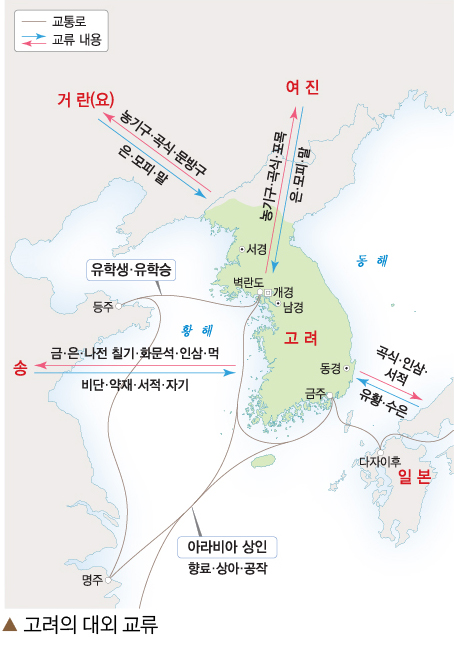 교통로
교류 내용
거 란(요)
여 진
농기구·곡식·문방구
은·모피·말
농기구·곡식·포목
은·모피·말
서경
동 해
유학생·유학승
벽란도
개경
남경
등주
황 해
고 려
송
금·은·나전 칠기·화문석·인삼·먹
비단·약재·서적·자기
동경
금주
곡식·인삼·
서적
유황·수은
다자이후
일 본
아라비아 상인
향료·상아·공작
명주
▲ 고려의 대외 교류